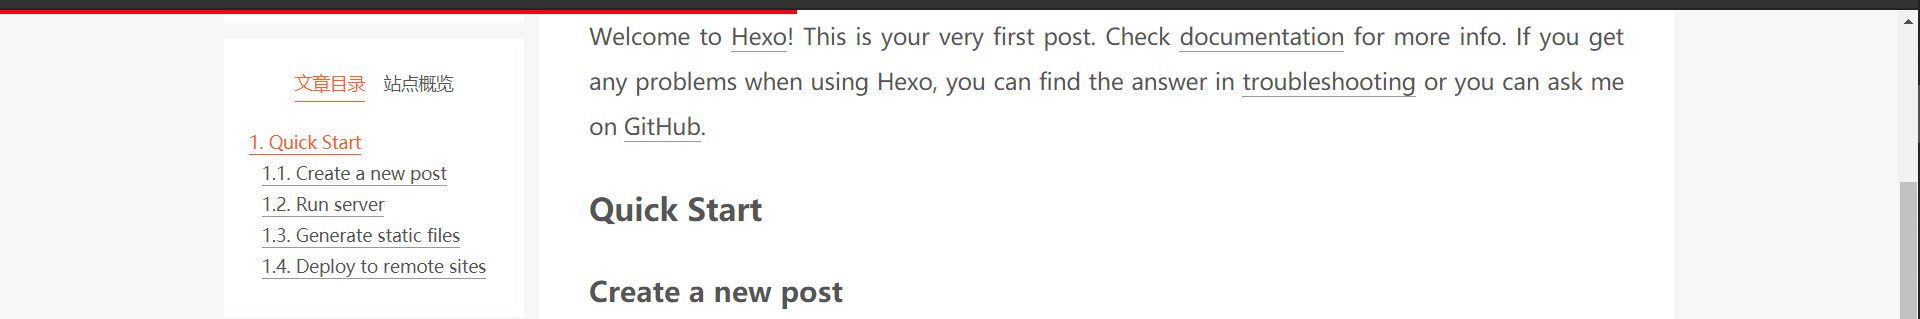 文章目录 站点概览
1. Quick Start
1.1. Create a new post
1.2. Run server
1.3. Generate static files
1.4. Deploy to remote sites
Welcome to Hexo! This is your very first post. Check documentation for more info. If you get
any problems when using Hexo, you can find the answer in troubleshooting or you can ask me
on GitHub.
Quick Start
Create a new post